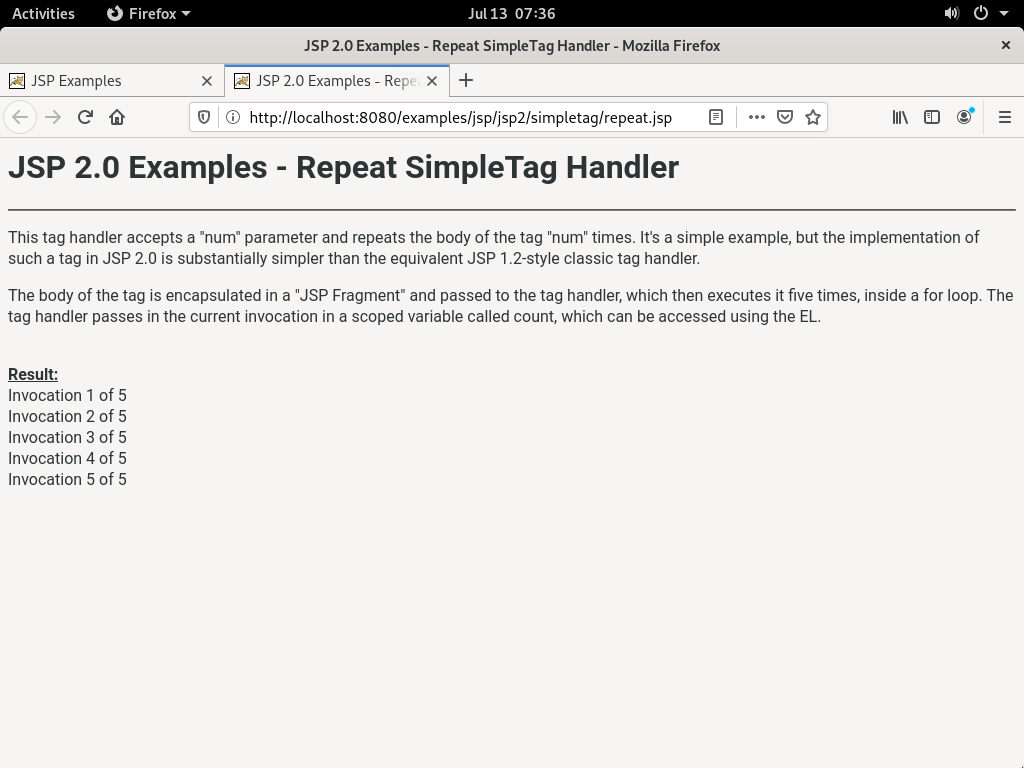 Activities
Firefox
Jul 13 07:36
JSP 2.0 Examples - Repeat SimpleTag Handler - Mozilla Firefox
JSP Examples
JSP 2.0 Examples - Repe
http://localhost:8080/examples/jsp/jsp2/simpletag/repeat.jsp
JSP 2.0 Examples - Repeat SimpleTag Handler
This tag handler accepts a "num" parameter and repeats the body of the tag "num" times. It's a simple example, but the implementation of
such a tag in JSP 2.0 is substantially simpler than the equivalent JSP 1.2-style classic tag handler.
The body of the tag is encapsulated in a "JSP Fragment" and passed to the tag handler, which then executes it five times, inside a for loop. The
tag handler passes in the current invocation in a scoped variable called count, which can be accessed using the EL.
Result:
Invocation 1 of 5
Invocation 2 of 5
Invocation 3 of 5
Invocation 4 of 5
Invocation 5 of 5